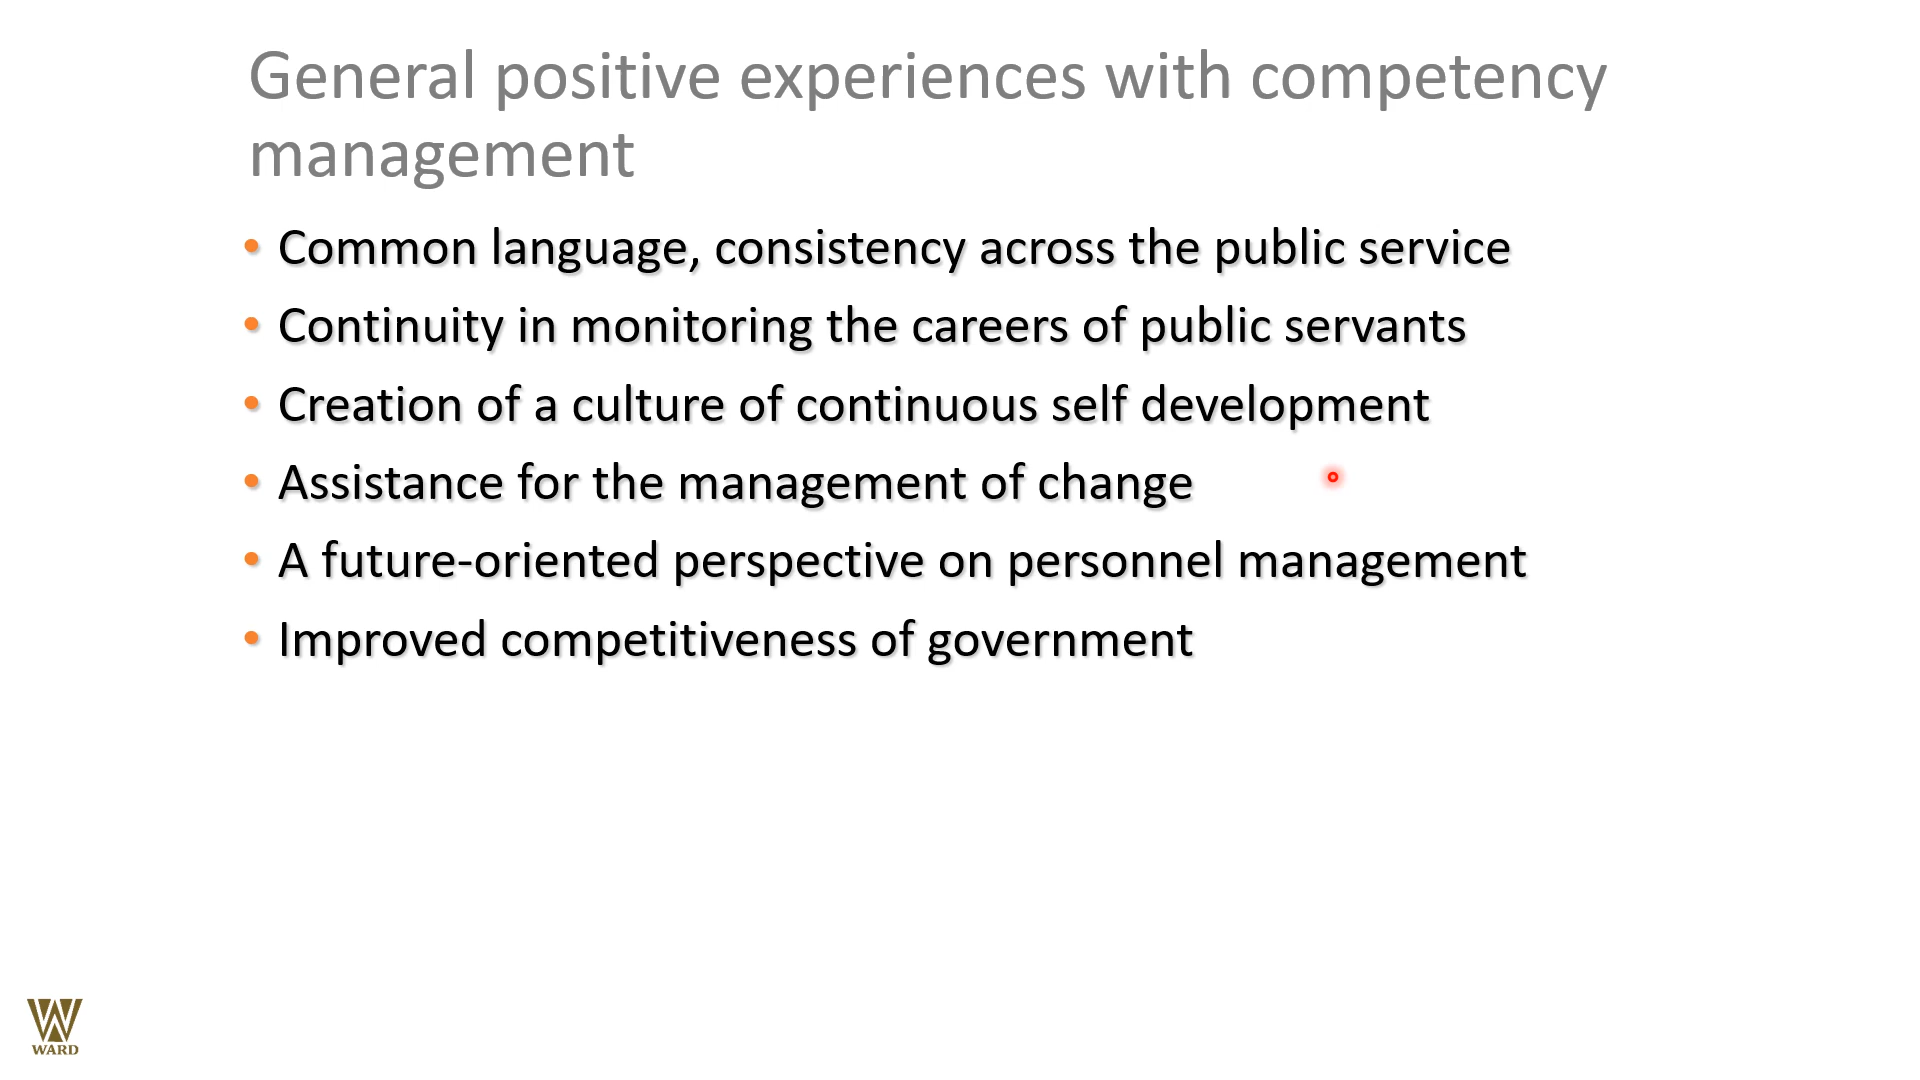 General positive experiences with competency
management
• Common language, consistency across the public service
• Continuity in monitoring the careers of public servants
• Creation of a culture of continuous self development
• Assistance for the management of change
• A future-oriented perspective on personnel management
• Improved competitiveness of government
WARD